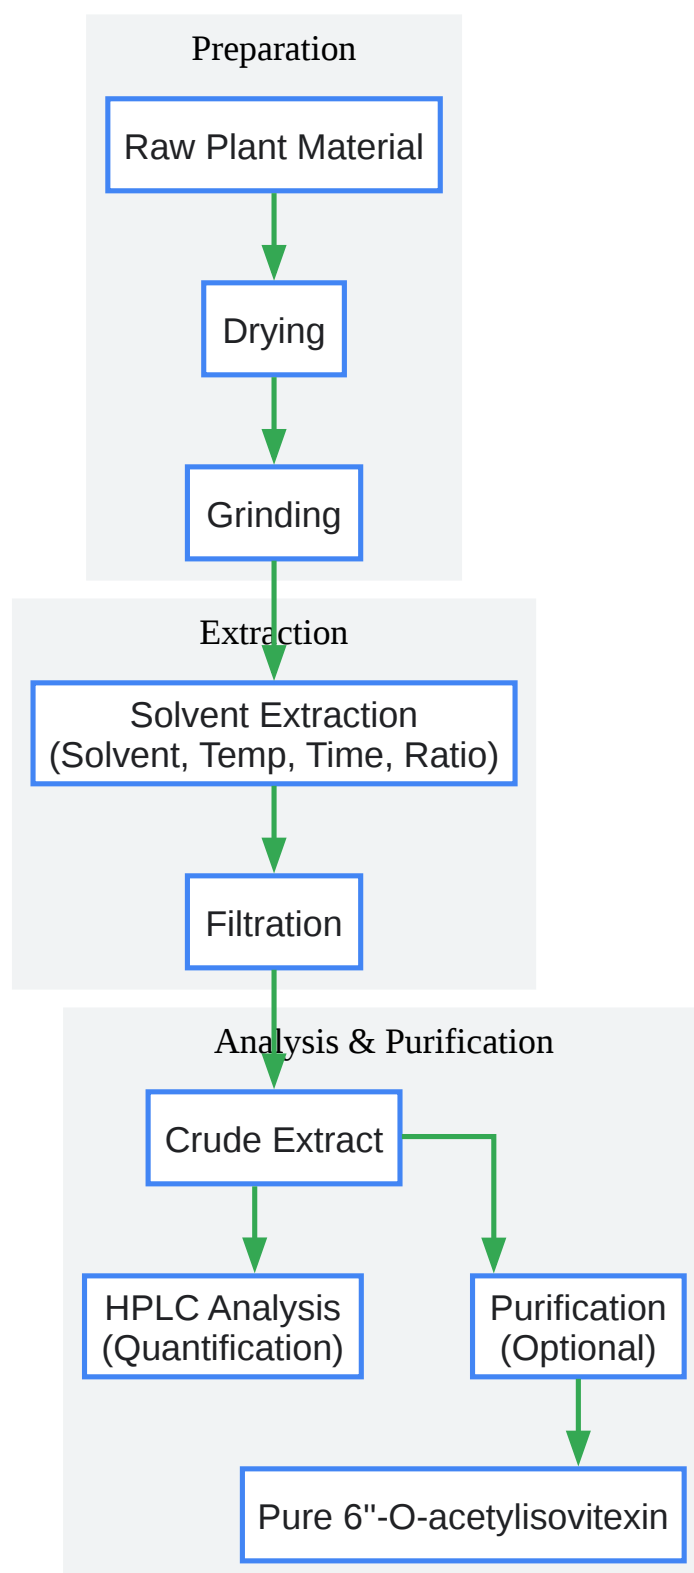 Preparation
Raw Plant Material
Drying
Grinding
Extraction
Solvent Extraction
(Solvent, Temp, Time, Ratio)
Filtration
Analysis & Purification
Crude Extract
HPLC Analysis
(Quantification)
Purification
(Optional)
Pure 6"-O-acetylisovitexin